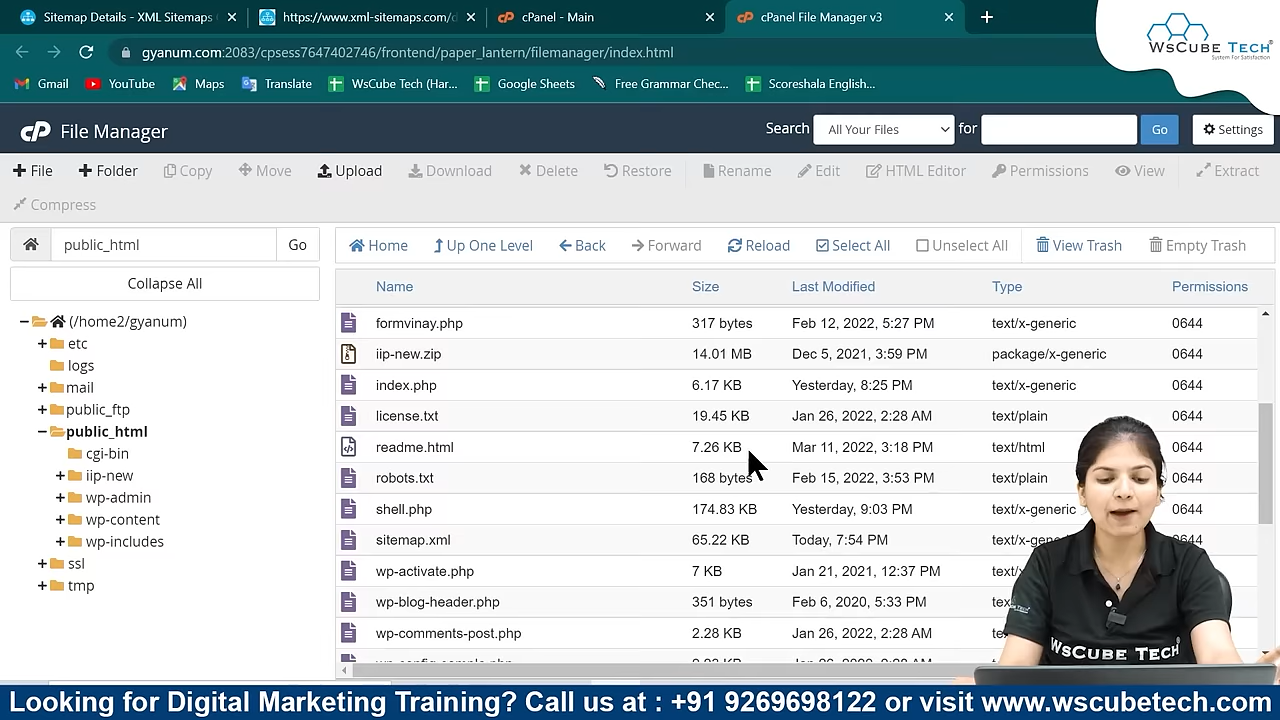 Sitemap Details - XML Sitemaps
https://www.xml-sitemaps.com/d
cPanel - Main
cPanel File Manager v3
WsCube Tech
System For Satisfaction
gyanum.com:2083/cpsess7647402746/frontend/paper_lantern/filemanager/index.html
Gmail YouTube Maps Translate WsCube Tech (Har... Google Sheets Free Grammar Chec... Scoreshala English...
cP File Manager
Search All Your Files for Go Settings
File Folder Copy Move Upload Download Delete Restore Rename Edit HTML Editor Permissions View Extract
Compress
public_html Go
Home Up One Level Back Forward Reload Select All Unselect All View Trash Empty Trash
Collapse All
(/home2/gyanum)
etc
logs
mail
public_ftp
public_html
cgi-bin
iip-new
wp-admin
wp-content
wp-includes
ssl
tmp
Name Size Last Modified Type Permissions
formvinay.php 317 bytes Feb 12, 2022, 5:27 PM text/x-generic 0644
iip-new.zip 14.01 MB Dec 5, 2021, 3:59 PM package/x-generic 0644
index.php 6.17 KB Yesterday, 8:25 PM text/x-generic 0644
license.txt 19.45 KB Jan 26, 2022, 2:28 AM text/plain 0644
readme.html 7.26 KB Mar 11, 2022, 3:18 PM text/html 0644
robots.txt 168 bytes Feb 15, 2022, 3:53 PM text/plain 0644
shell.php 174.83 KB Yesterday, 9:03 PM text/x-generic 0644
sitemap.xml 65.22 KB Today, 7:54 PM text/x-gene 0644
wp-activate.php 7 KB Jan 21, 2021, 12:37 PM text/x
wp-blog-header.php 351 bytes Feb 6, 2020, 5:33 PM tex
wp-comments-post.php 2.28 KB Jan 26, 2022, 2:28 AM te
WsCube Tech
Looking for Digital Marketing Training? Call us at : +91 9269698122 or visit www.wscubetech.com